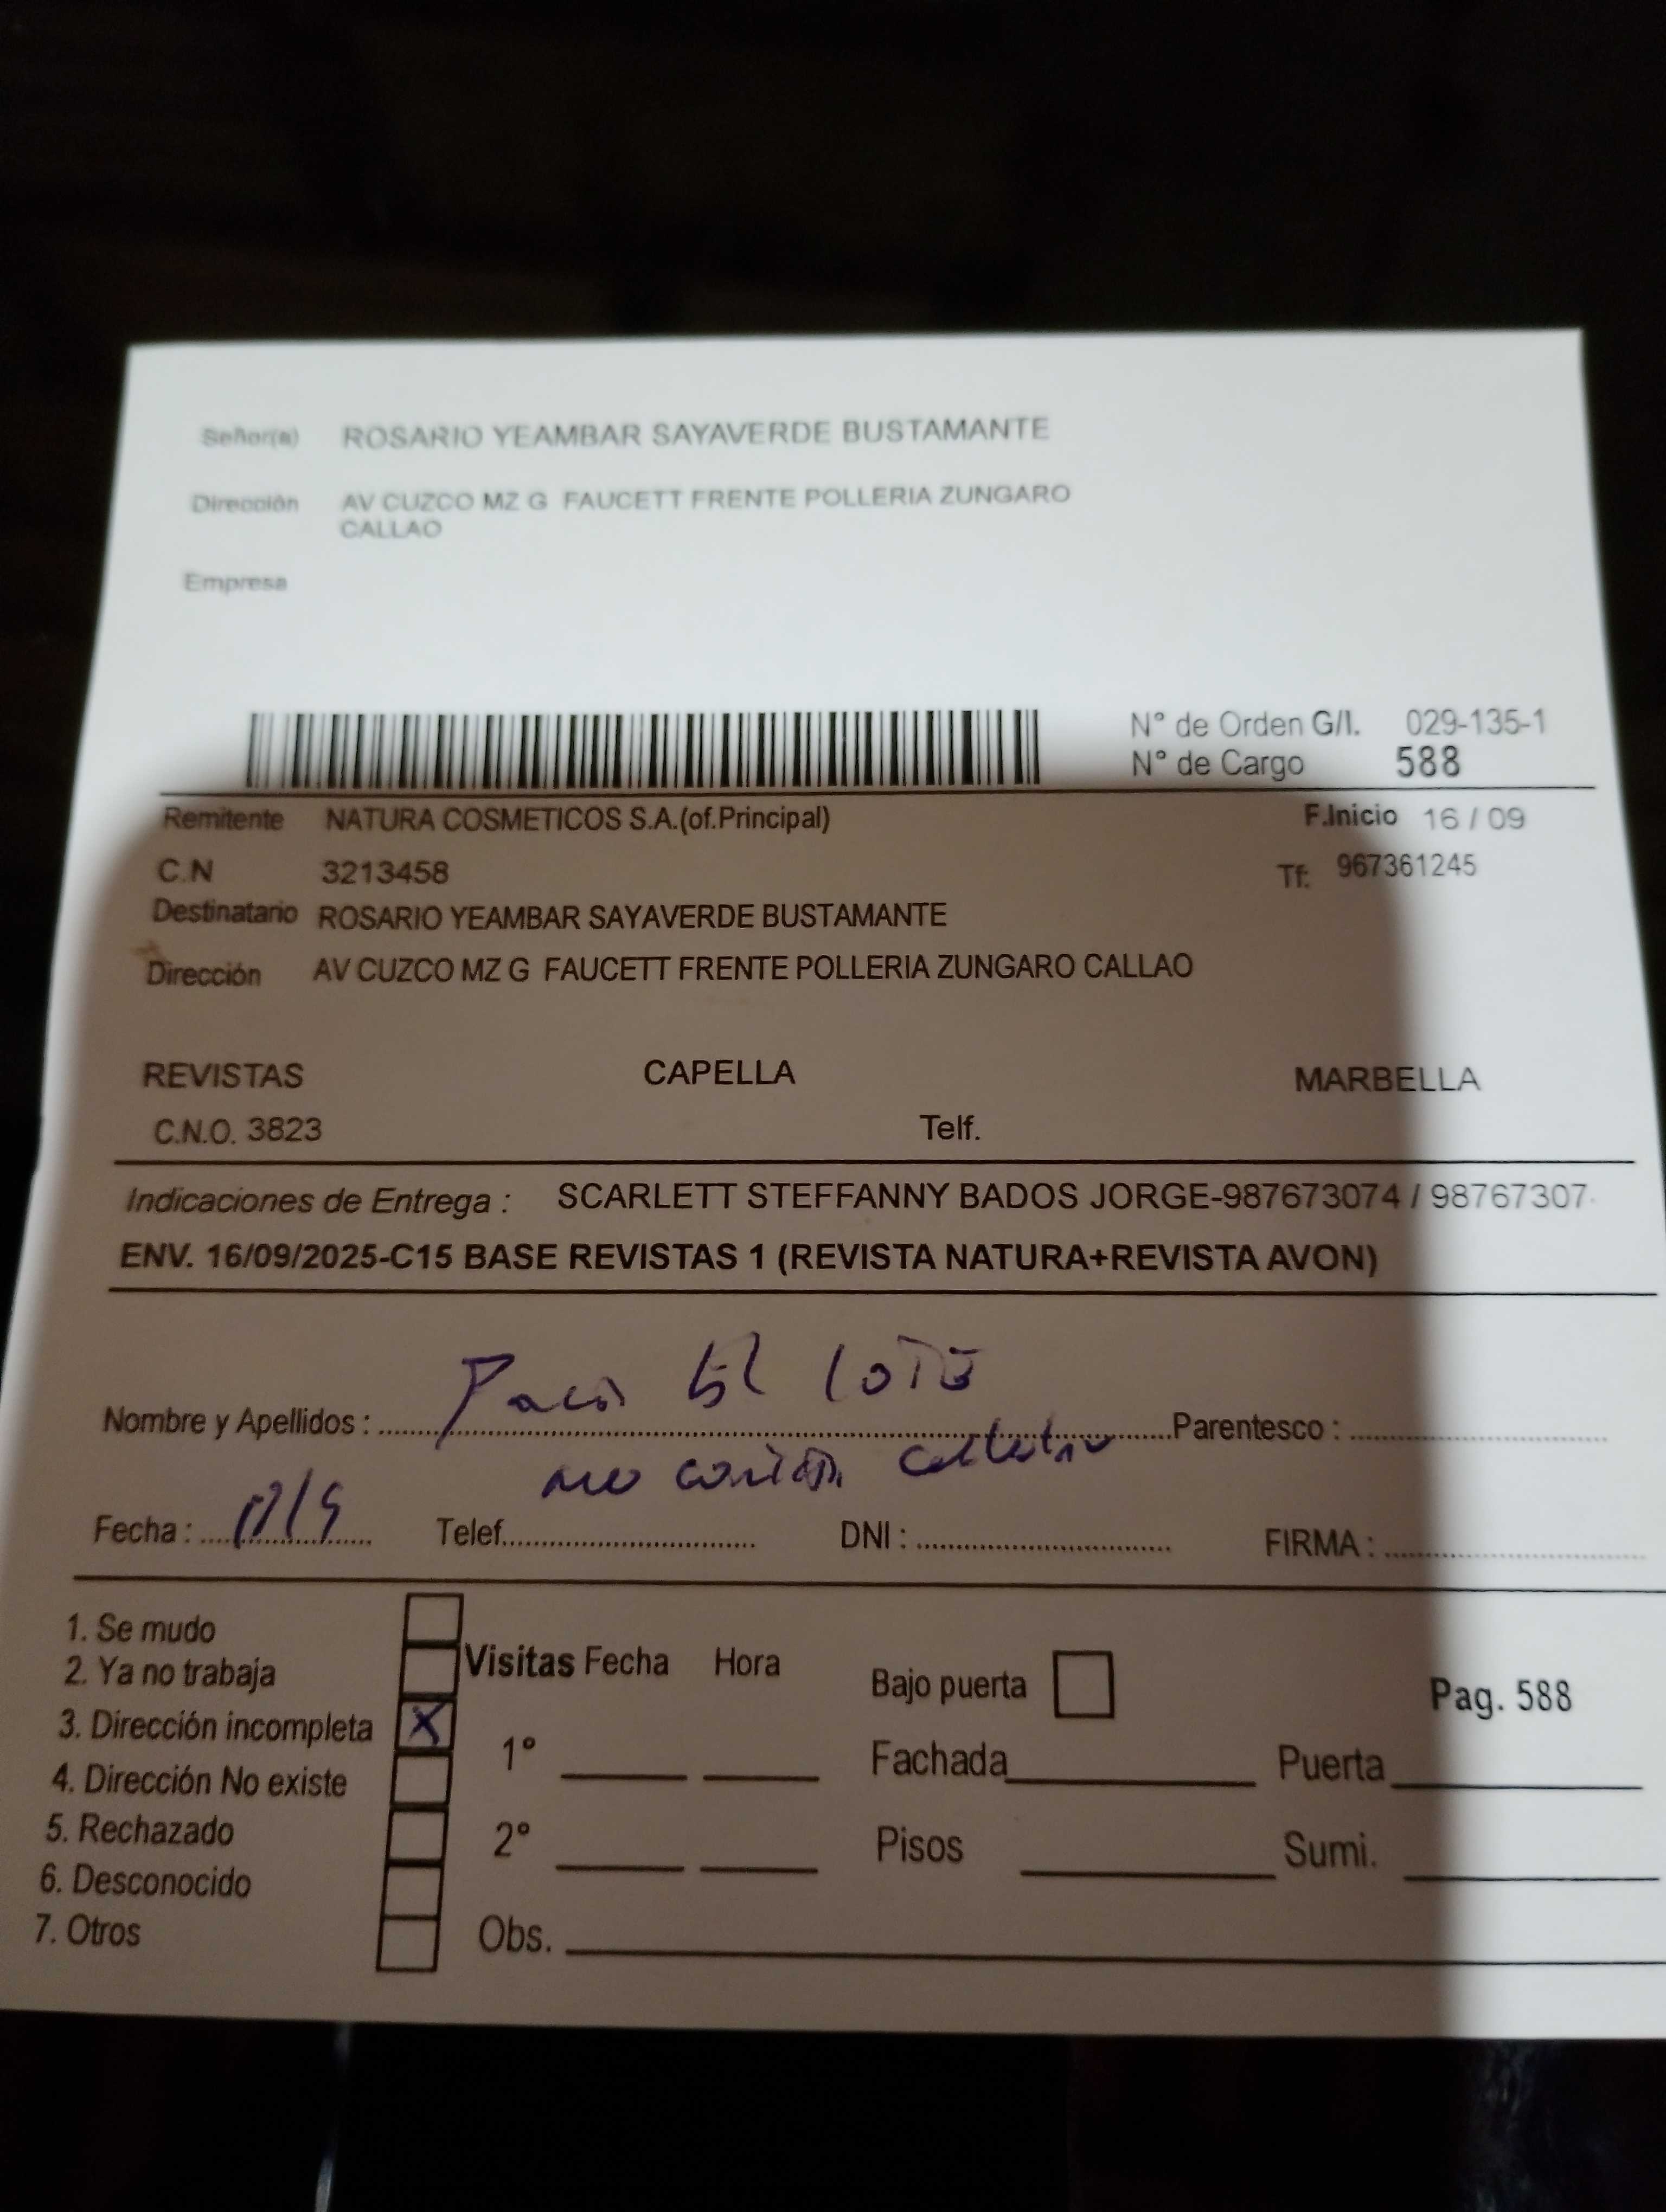 Señor(a) ROSARIO YEAMBAR SAYAVERDE BUSTAMANTE
Dirección AV CUZCO MZ G FAUCETT FRENTE POLLERIA ZUNGARO
CALLAO
Empresa
N° de Orden G/I. 029-135-1
N° de Cargo 588
Remitente NATURA COSMETICOS S.A.(of.Principal) F.Inicio 16 / 09
C.N 3213458 Tf: 967361245
Destinatario ROSARIO YEAMBAR SAYAVERDE BUSTAMANTE
Dirección AV CUZCO MZ G FAUCETT FRENTE POLLERIA ZUNGARO CALLAO
REVISTAS CAPELLA MARBELLA
C.N.O. 3823 Telf.
Indicaciones de Entrega : SCARLETT STEFFANNY BADOS JORGE-987673074 / 98767307
ENV. 16/09/2025-C15 BASE REVISTAS 1 (REVISTA NATURA+REVISTA AVON)
el lote
Nombre y Apellidos : Parentesco :
no
Fecha : Telef. DNI : FIRMA :
1. Se mudo
2. Ya no trabaja Visitas Fecha Hora Bajo puerta Pag. 588
3. Dirección incompleta X
4. Dirección No existe 1° Fachada Puerta
5. Rechazado 2° Pisos Sumi.
6. Desconocido
7. Otros Obs.